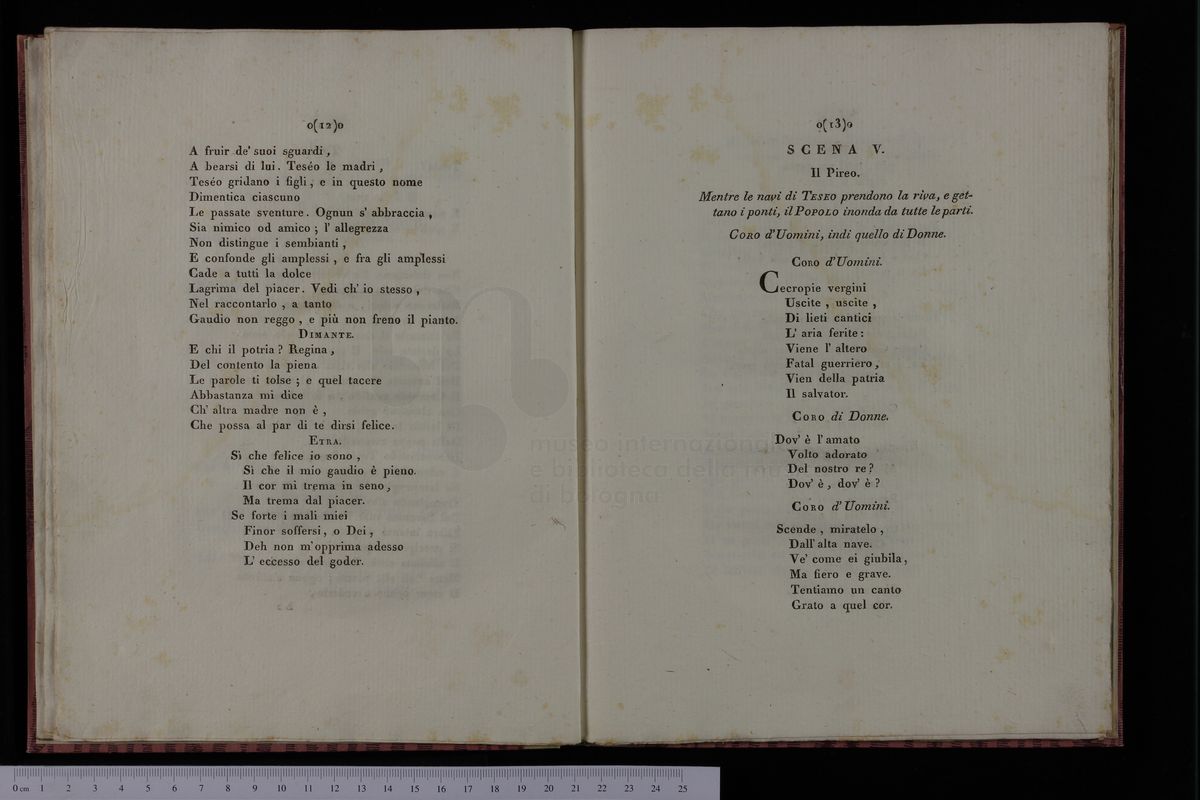 o(12)o
A fruir de' suoi sguardi,
A bearsi di lui. Teséo le madri,
Teséo gridano i figli, e in questo nome
Dimentica ciascuno
Le passate sventure. Ognun s' abbraccia,
Sia nimico od amico; l' allegrezza
Non distingue i sembianti,
E confonde gli amplessi, e fra gli amplessi
Cade a tutti la dolce
Lagrima del piacer. Vedi ch' io stesso,
Nel raccontarlo, a tanto
Gaudio non reggo, e più non freno il pianto.
DIMANTE.
E chi il potria? Regina,
Del contento la piena
Le parole ti tolse; e quel tacere
Abbastanza mi dice
Ch' altra madre non è,
Che possa al par di te dirsi felice.
ETRA.
Sì che felice io sono,
Sì che il mio gaudio è pieno.
Il cor mi trema in seno,
Ma trema dal piacer.
Se forte i mali miei
Finor soffersi, o Dei,
Deh non m'opprima adesso
L' eccesso del goder.
o(13)o
SCENA V.
Il Pireo.
Mentre le navi di TESEO prendono la riva, e get-
tano i ponti, il POPOLO inonda da tutte le parti.
CORO d'Uomini, indi quello di Donne.
CORO d'Uomini.
Cecropie vergini
Uscite, uscite,
Di lieti cantici
L' aria ferite:
Viene l' altero
Fatal guerriero,
Vien della patria
Il salvator.
CORO di Donne.
Dov' è l' amato
Volto adorato
Del nostro re?
Dov' è, dov' è?
CORO d' Uomini.
Scende, miratelo,
Dall' alta nave.
Ve' come ei giubila,
Ma fiero e grave.
Tentiamo un canto
Grato a quel cor.
museo internazionale
e biblioteca della musica
di bologna
0 cm 1 2 3 4 5 6 7 8 9 10 11 12 13 14 15 16 17 18 19 20 21 22 23 24 25